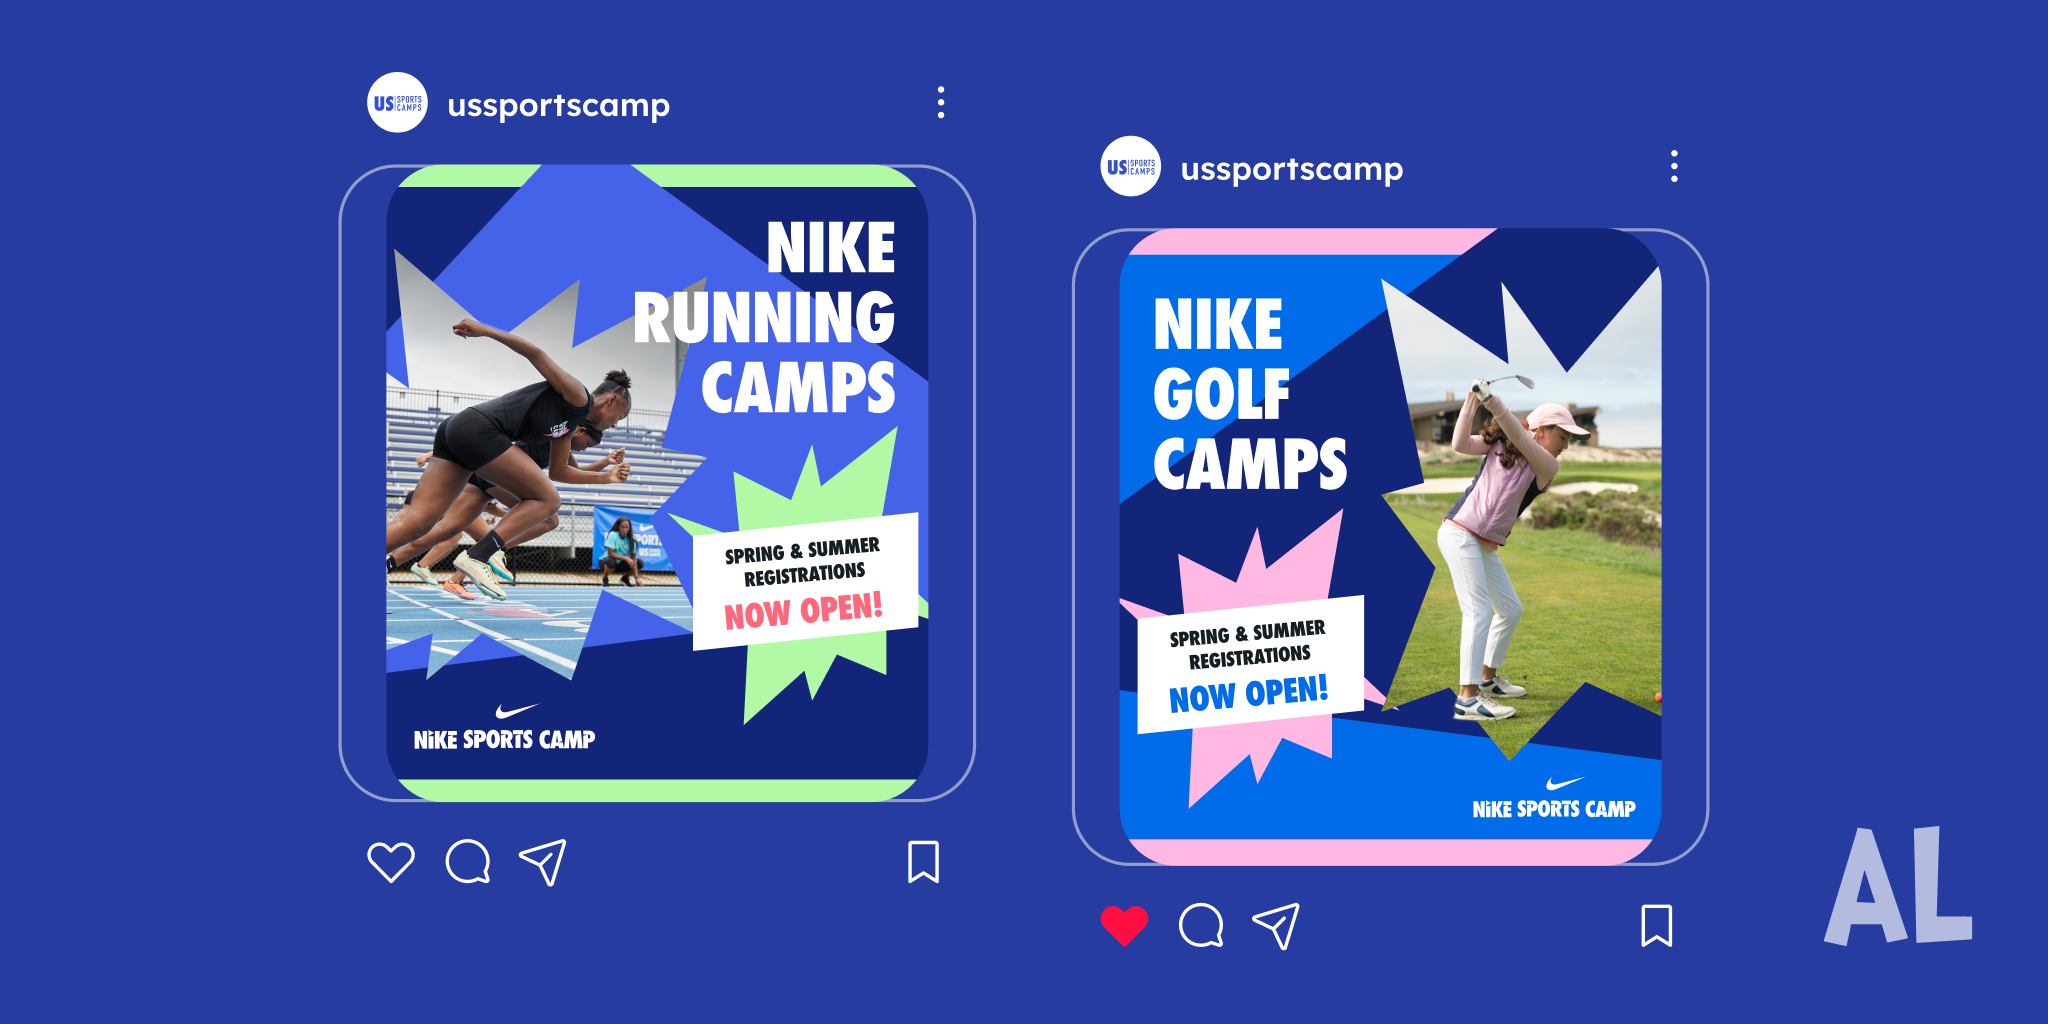 US SPORTS CAMPS
ussportscamp
NIKE
RUNNING
CAMPS
SPRING & SUMMER
REGISTRATIONS
NOW OPEN!
NIKE SPORTS CAMP
US SPORTS CAMPS
ussportscamp
NIKE
GOLF
CAMPS
SPRING & SUMMER
REGISTRATIONS
NOW OPEN!
NIKE SPORTS CAMP
AL